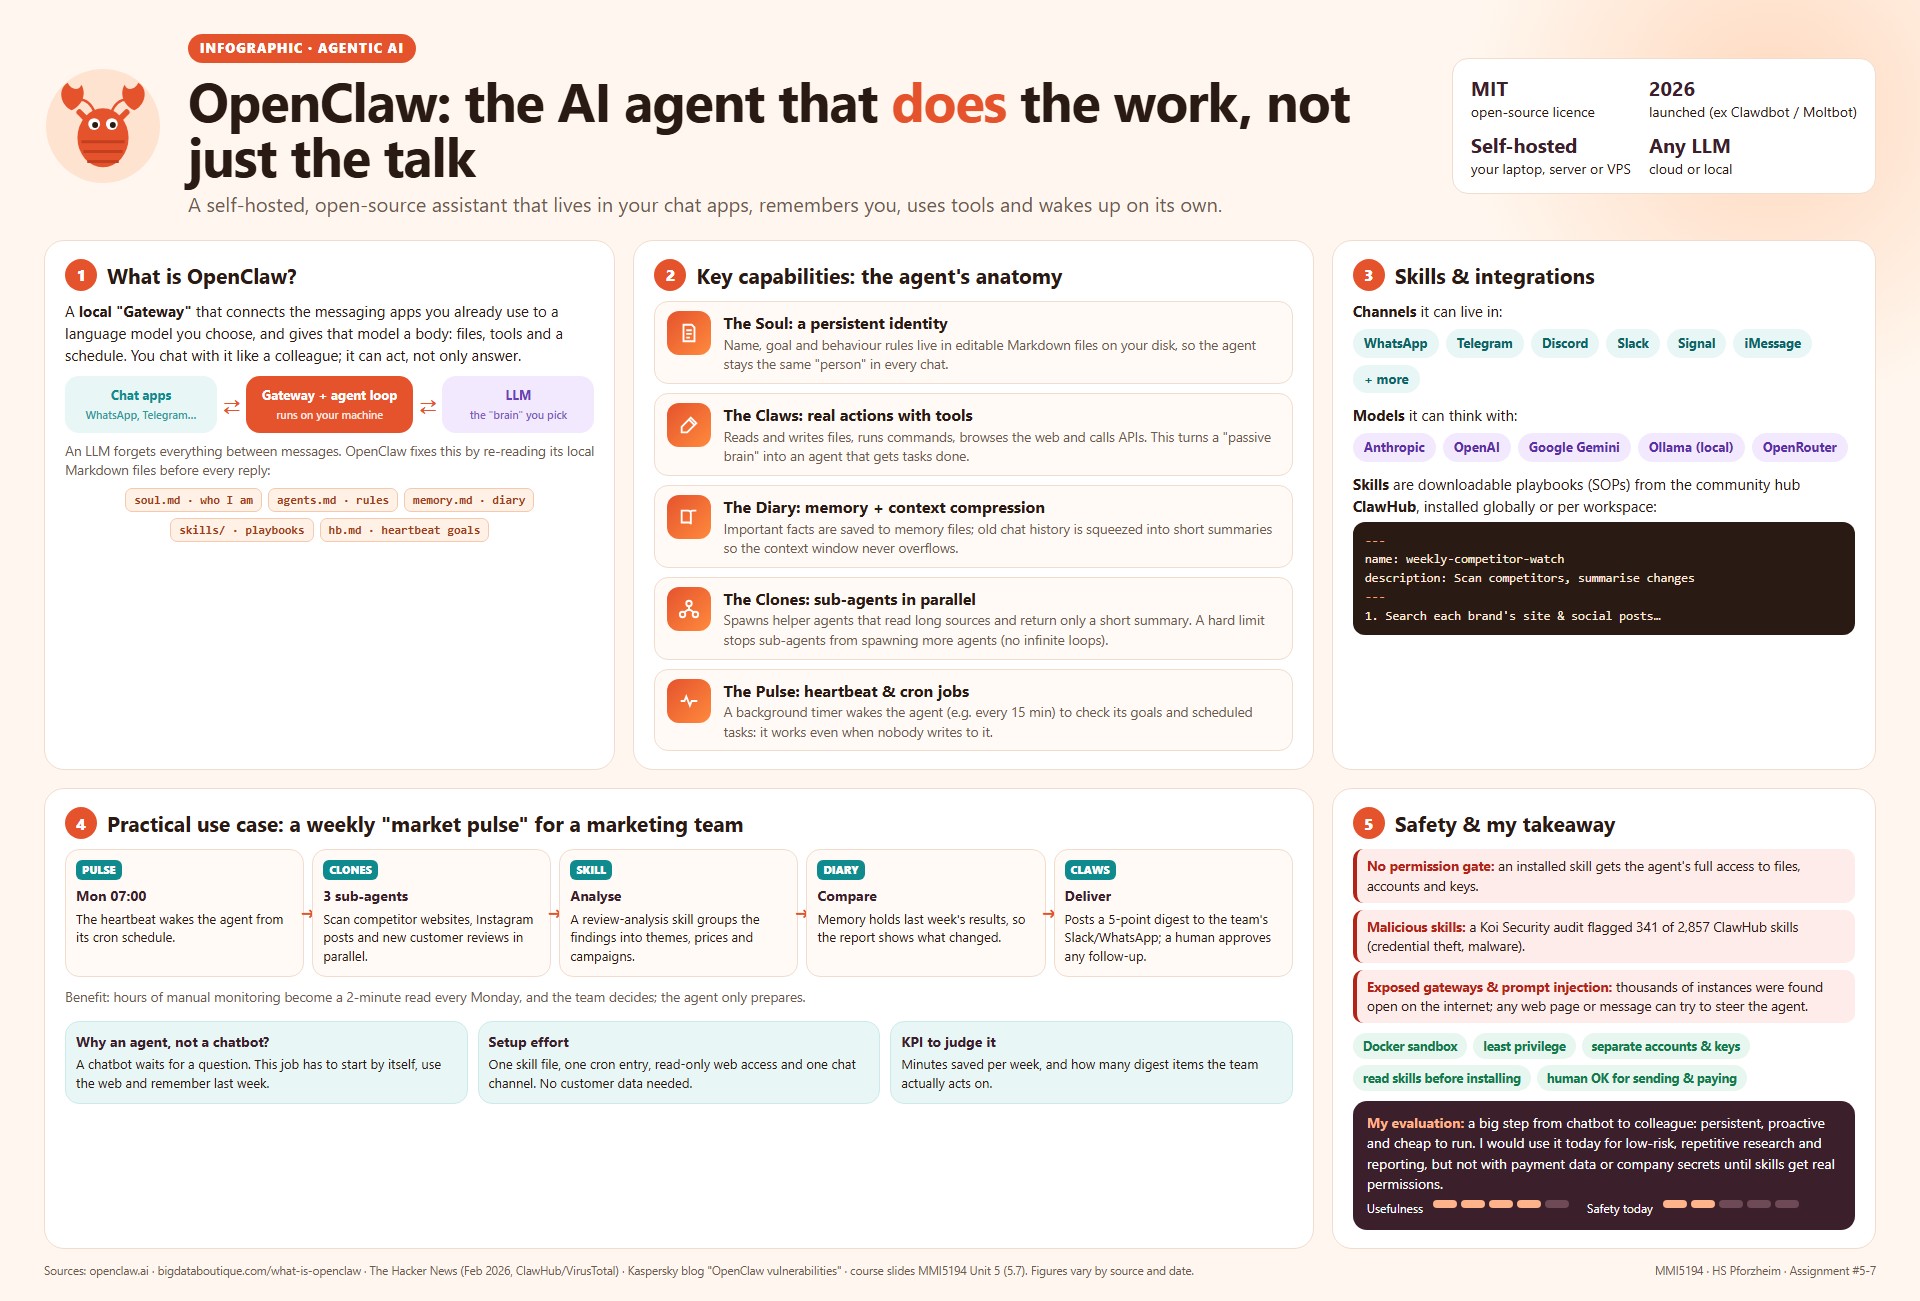 INFOGRAPHIC · AGENTIC AI
OpenClaw: the AI agent that does the work, not
just the talk
A self-hosted, open-source assistant that lives in your chat apps, remembers you, uses tools and wakes up on its own.
MIT
open-source licence
2026
launched (ex Clawdbot / Moltbot)
Self-hosted
your laptop, server or VPS
Any LLM
cloud or local
1 What is OpenClaw?
A local "Gateway" that connects the messaging apps you already use to a
language model you choose, and gives that model a body: files, tools and a
schedule. You chat with it like a colleague; it can act, not only answer.
Chat apps
WhatsApp, Telegram...
⇄
Gateway + agent loop
runs on your machine
⇄
LLM
the "brain" you pick
An LLM forgets everything between messages. OpenClaw fixes this by re-reading its local
Markdown files before every reply:
soul.md · who I am
agents.md · rules
memory.md · diary
skills/ · playbooks
hb.md · heartbeat goals
2 Key capabilities: the agent's anatomy
The Soul: a persistent identity
Name, goal and behaviour rules live in editable Markdown files on your disk, so the agent
stays the same "person" in every chat.
The Claws: real actions with tools
Reads and writes files, runs commands, browses the web and calls APIs. This turns a "passive
brain" into an agent that gets tasks done.
The Diary: memory + context compression
Important facts are saved to memory files; old chat history is squeezed into short summaries
so the context window never overflows.
The Clones: sub-agents in parallel
Spawns helper agents that read long sources and return only a short summary. A hard limit
stops sub-agents from spawning more agents (no infinite loops).
The Pulse: heartbeat & cron jobs
A background timer wakes the agent (e.g. every 15 min) to check its goals and scheduled
tasks: it works even when nobody writes to it.
3 Skills & integrations
Channels it can live in:
WhatsApp
Telegram
Discord
Slack
Signal
iMessage
+ more
Models it can think with:
Anthropic
OpenAI
Google Gemini
Ollama (local)
OpenRouter
Skills are downloadable playbooks (SOPs) from the community hub
ClawHub, installed globally or per workspace:
---
name: weekly-competitor-watch
description: Scan competitors, summarise changes
---
1. Search each brand's site & social posts…
4 Practical use case: a weekly "market pulse" for a marketing team
PULSE
Mon 07:00
The heartbeat wakes the agent from
its cron schedule.
→
CLONES
3 sub-agents
Scan competitor websites, Instagram
posts and new customer reviews in
parallel.
→
SKILL
Analyse
A review-analysis skill groups the
findings into themes, prices and
campaigns.
→
DIARY
Compare
Memory holds last week's results, so
the report shows what changed.
→
CLAWS
Deliver
Posts a 5-point digest to the team's
Slack/WhatsApp; a human approves
any follow-up.
Benefit: hours of manual monitoring become a 2-minute read every Monday, and the team decides; the agent only prepares.
Why an agent, not a chatbot?
A chatbot waits for a question. This job has to start by itself, use
the web and remember last week.
Setup effort
One skill file, one cron entry, read-only web access and one chat
channel. No customer data needed.
KPI to judge it
Minutes saved per week, and how many digest items the team
actually acts on.
5 Safety & my takeaway
No permission gate: an installed skill gets the agent's full access to files,
accounts and keys.
Malicious skills: a Koi Security audit flagged 341 of 2,857 ClawHub skills
(credential theft, malware).
Exposed gateways & prompt injection: thousands of instances were found
open on the internet; any web page or message can try to steer the agent.
Docker sandbox
least privilege
separate accounts & keys
read skills before installing
human OK for sending & paying
My evaluation: a big step from chatbot to colleague: persistent, proactive
and cheap to run. I would use it today for low-risk, repetitive research and
reporting, but not with payment data or company secrets until skills get real
permissions.
Usefulness
Safety today
Sources: openclaw.ai · bigdataboutique.com/what-is-openclaw · The Hacker News (Feb 2026, ClawHub/VirusTotal) · Kaspersky blog "OpenClaw vulnerabilities" · course slides MMI5194 Unit 5 (5.7). Figures vary by source and date.
MMI5194 · HS Pforzheim · Assignment #5-7